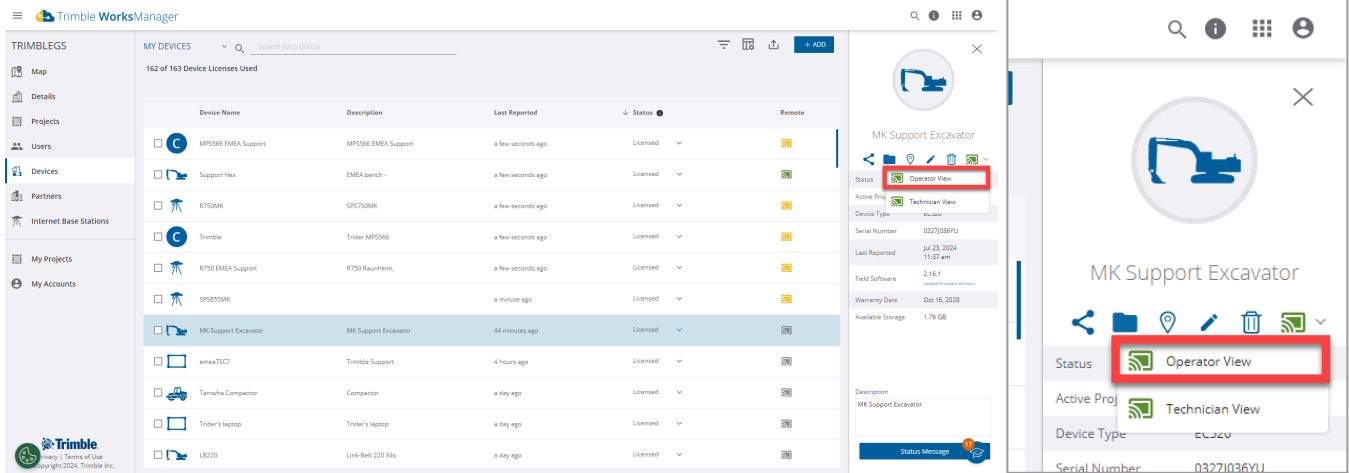 Trimble WorksManager
TRIMBLEGS
Map
Details
Projects
Users
Devices
Partners
Internet Base Stations
My Projects
My Accounts
Trimble
Privacy | Terms of Use
Copyright 2024, Trimble Inc.
MY DEVICES
Search for a device
+ ADD
162 of 163 Device Licenses Used
Device Name Description Last Reported Status Remote
C MPS566 EMEA Support MPS566 EMEA Support a few seconds ago Licensed
Support Hex EMEA bench - a few seconds ago Licensed
R750MK SPS750MK a few seconds ago Licensed
C Trimble Trider MPS566 a few seconds ago Licensed
R750 EMEA Support R750 Raunheim, a few seconds ago Licensed
SPS855MK a minute ago Licensed
MK Support Excavator MK Support Excavator 44 minutes ago Licensed
emeaTSC7 Trimble Support 4 hours ago Licensed
Taniwha Compactor Compactor a day ago Licensed
Trider's laptop Trider's laptop a day ago Licensed
LB220 Link-Belt 220 X4s a day ago Licensed
MK Support Excavator
Operator View
Technician View
Status
Active Proj
Device Type EC520
Serial Number 0327J036YU
Last Reported Jul 23, 2024
11:37 am
Field Software 2.16.1
Update Firmware Version
Warranty Date Oct 16, 2028
Available Storage 1.76 GB
Description
MK Support Excavator
Status Message
17
MK Support Excavator
Status
Operator View
Active Proj
Technician View
Device Type EC520
Serial Number 0327J036YU